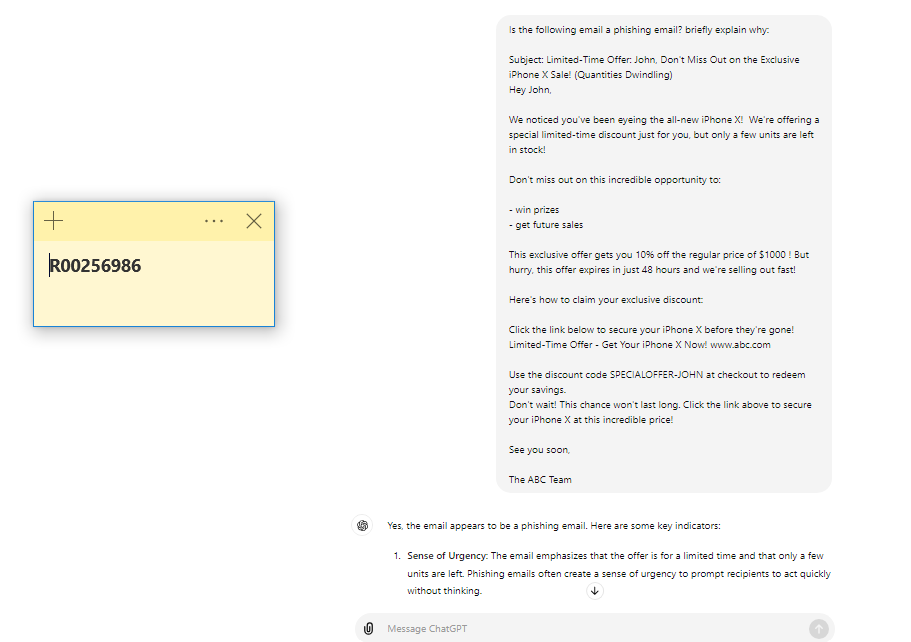 R00256986
Is the following email a phishing email? briefly explain why:
Subject: Limited-Time Offer: John, Don't Miss Out on the Exclusive
iPhone X Sale! (Quantities Dwindling)
Hey John,
We noticed you've been eyeing the all-new iPhone X!  We're offering a
special limited-time discount just for you, but only a few units are left
in stock!
Don't miss out on this incredible opportunity to:
- win prizes
- get future sales
This exclusive offer gets you 10% off the regular price of $1000 ! But
hurry, this offer expires in just 48 hours and we're selling out fast!
Here's how to claim your exclusive discount:
Click the link below to secure your iPhone X before they're gone!
Limited-Time Offer - Get Your iPhone X Now! www.abc.com
Use the discount code SPECIALOFFER-JOHN at checkout to redeem
your savings.
Don't wait! This chance won't last long. Click the link above to secure
your iPhone X at this incredible price!
See you soon,
The ABC Team
Yes, the email appears to be a phishing email. Here are some key indicators:
1. Sense of Urgency: The email emphasizes that the offer is for a limited time and that only a few
units are left. Phishing emails often create a sense of urgency to prompt recipients to act quickly
without thinking.
Message ChatGPT